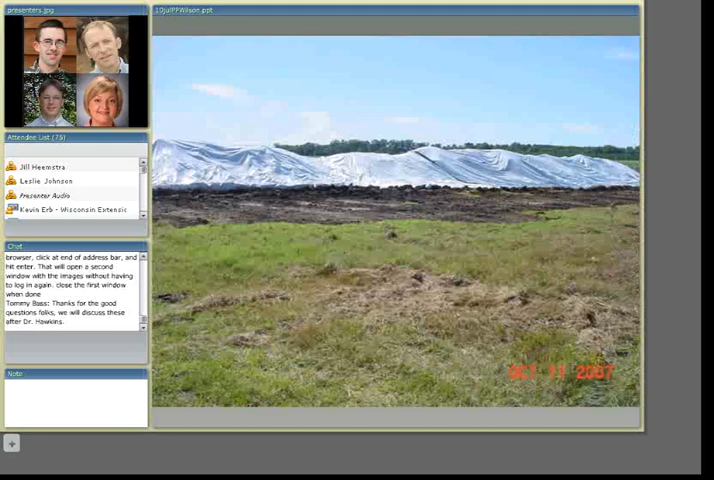 presenters.jpg
10julPPWilson.ppt
Attendee List (75)
Jill Heemstra
Leslie Johnson
Presenter Audio
Kevin Erb - Wisconsin Extensic
Chat
browser, click at end of address bar, and
hit enter. That will open a second
window with the images without having
to log in again. close the first window
when done
Tommy Bass: Thanks for the good
questions folks, we will discuss these
after Dr. Hawkins.
Note
OCT 11 2007